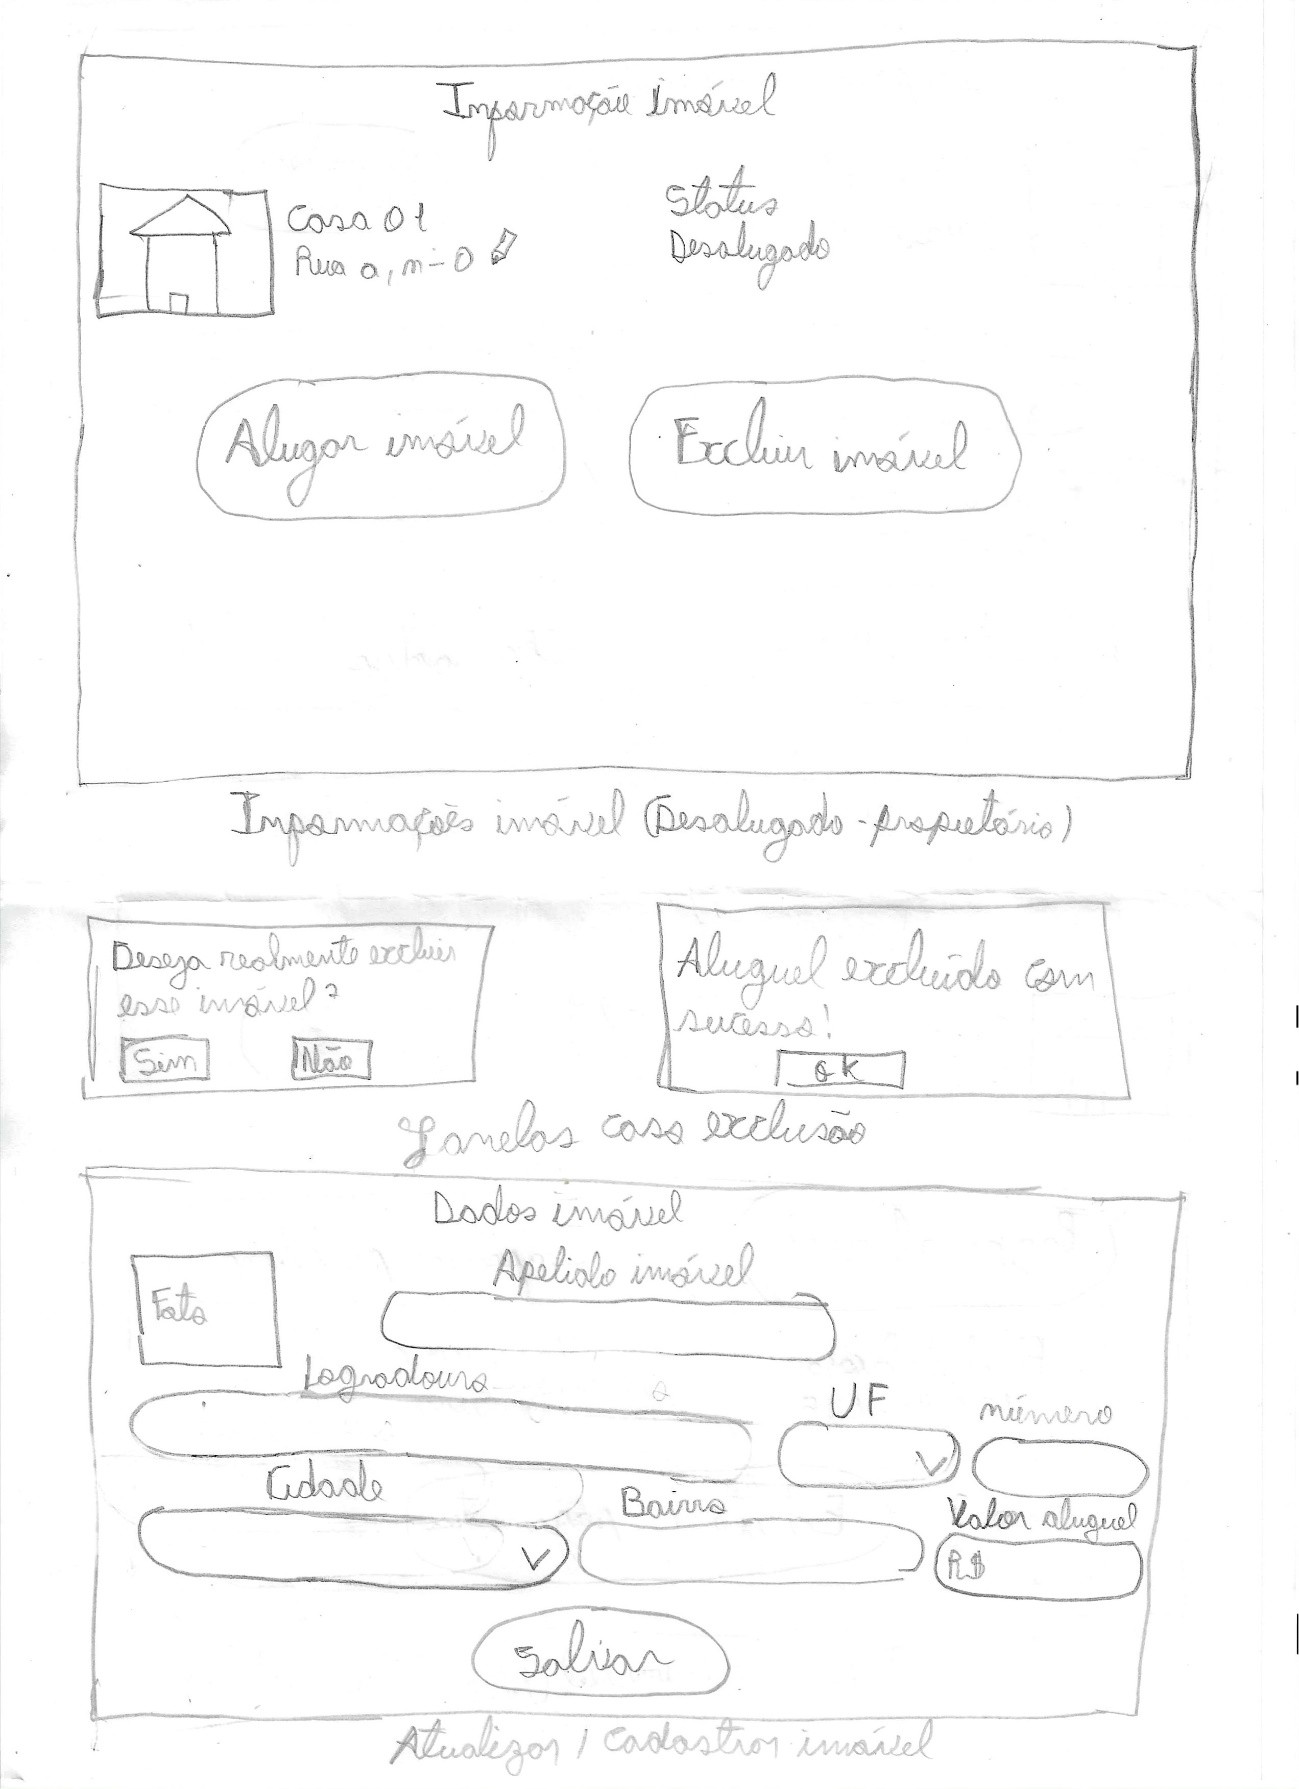 Informação imóvel
Casa 01
Rua a, n-0
Status
Desalugado
Alugar imóvel
Excluir imóvel
Informações imóvel (Desalugado - propietário)
Deseja realmente excluir
esse imóvel?
Sim
Não
Aluguel excluído com
sucesso!
OK
Janelas caso exclusão
Dados imóvel
Foto
Apelido imóvel
Logradouro
UF
número
Cidade
Bairro
Valor aluguel
R$
Salvar
Atualizar / Cadastrar imóvel